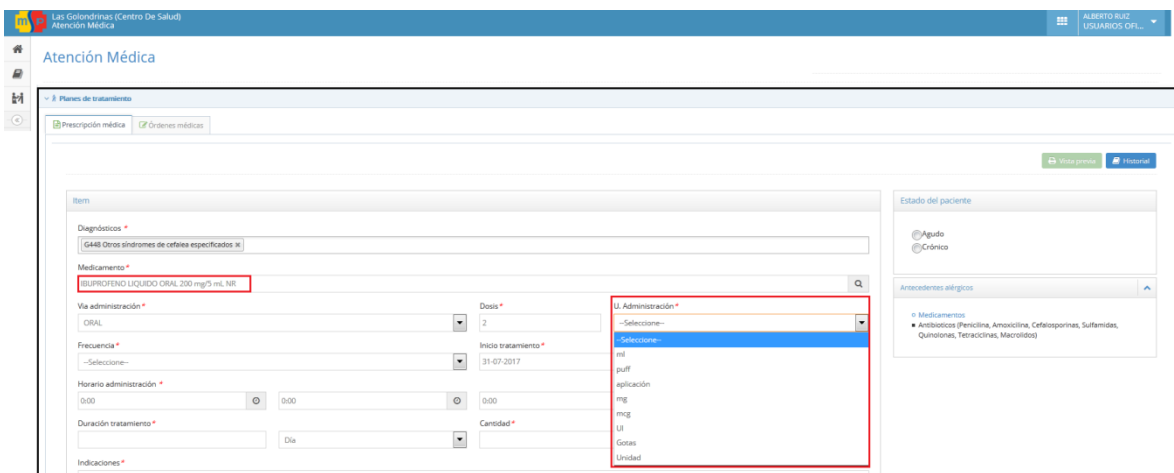 Las Golondrinas (Centro De Salud)
Atención Médica
ALBERTO RUIZ
USUARIOS OFI...
Atención Médica
Planes de tratamiento
Prescripción médica Órdenes médicas
Vista previa Historial
Item
Diagnósticos *
G448 Otros síndromes de cefalea especificados ×
Medicamento *
IBUPROFENO LIQUIDO ORAL 200 mg/5 mL NR
Via administración * Dosis * U. Administración *
ORAL 2 --Seleccione--
--Seleccione--
ml
puff
aplicación
mg
mcg
UI
Gotas
Unidad
Frecuencia * Inicio tratamiento *
--Seleccione-- 31-07-2017
Horario administración *
0:00 0:00 0:00
Duración tratamiento * Cantidad *
Día
Indicaciones *
Estado del paciente
Agudo
Crónico
Antecedentes alérgicos
Medicamentos
Antibioticos (Penicilina, Amoxicilina, Cefalosporinas, Sulfamidas,
Quinolonas, Tetraciclinas, Macrolidos)